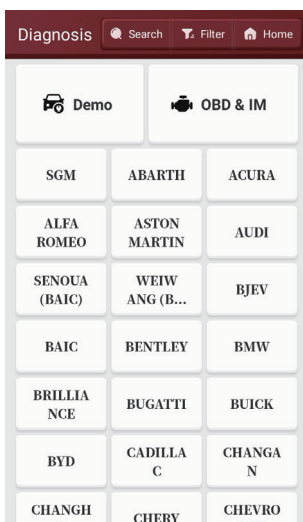 Diagnosis Search Filter Home
Demo OBD & IM
SGM ABARTH ACURA
ALFA ASTON AUDI
ROMEO MARTIN
SENOUA WEIW BJEV
(BAIC) ANG (B...
BAIC BENTLEY BMW
BRILLIA BUGATTI BUICK
NCE
BYD CADILLA CHANGA
C N
CHANGH CHERY CHEVRO